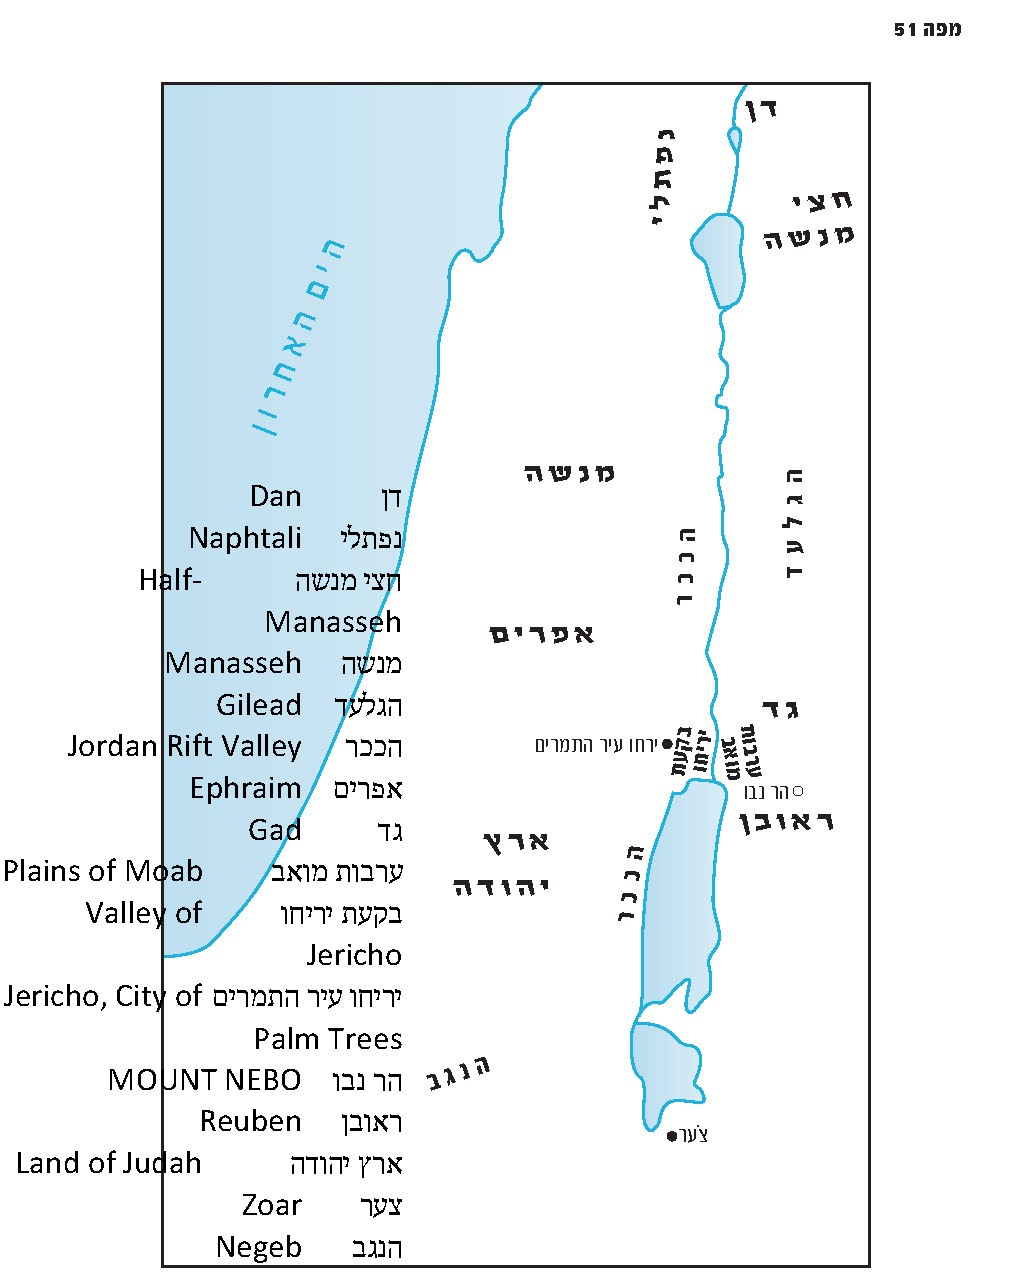 מפה 51
דן
נפתלי
חצי
מנשה
הים האחרון
מנשה
הגלעד
הככר
אפרים
גד
ירחו עיר התמרים
בקעת
יריחו
ערבות
מואב
הר נבו
ראובן
ארץ
יהודה
הככר
הנגב
צער
דן Dan
נפתלי Naphtali
חצי מנשה Half-
Manasseh
מנשה Manasseh
הגלעד Gilead
הככר Jordan Rift Valley
אפרים Ephraim
גד Gad
ערבות מואב Plains of Moab
בקעת יריחו Valley of
Jericho
יריחו עיר התמרים Jericho, City of
Palm Trees
הר נבו MOUNT NEBO
ראובן Reuben
ארץ יהודה Land of Judah
צער Zoar
הנגב Negeb